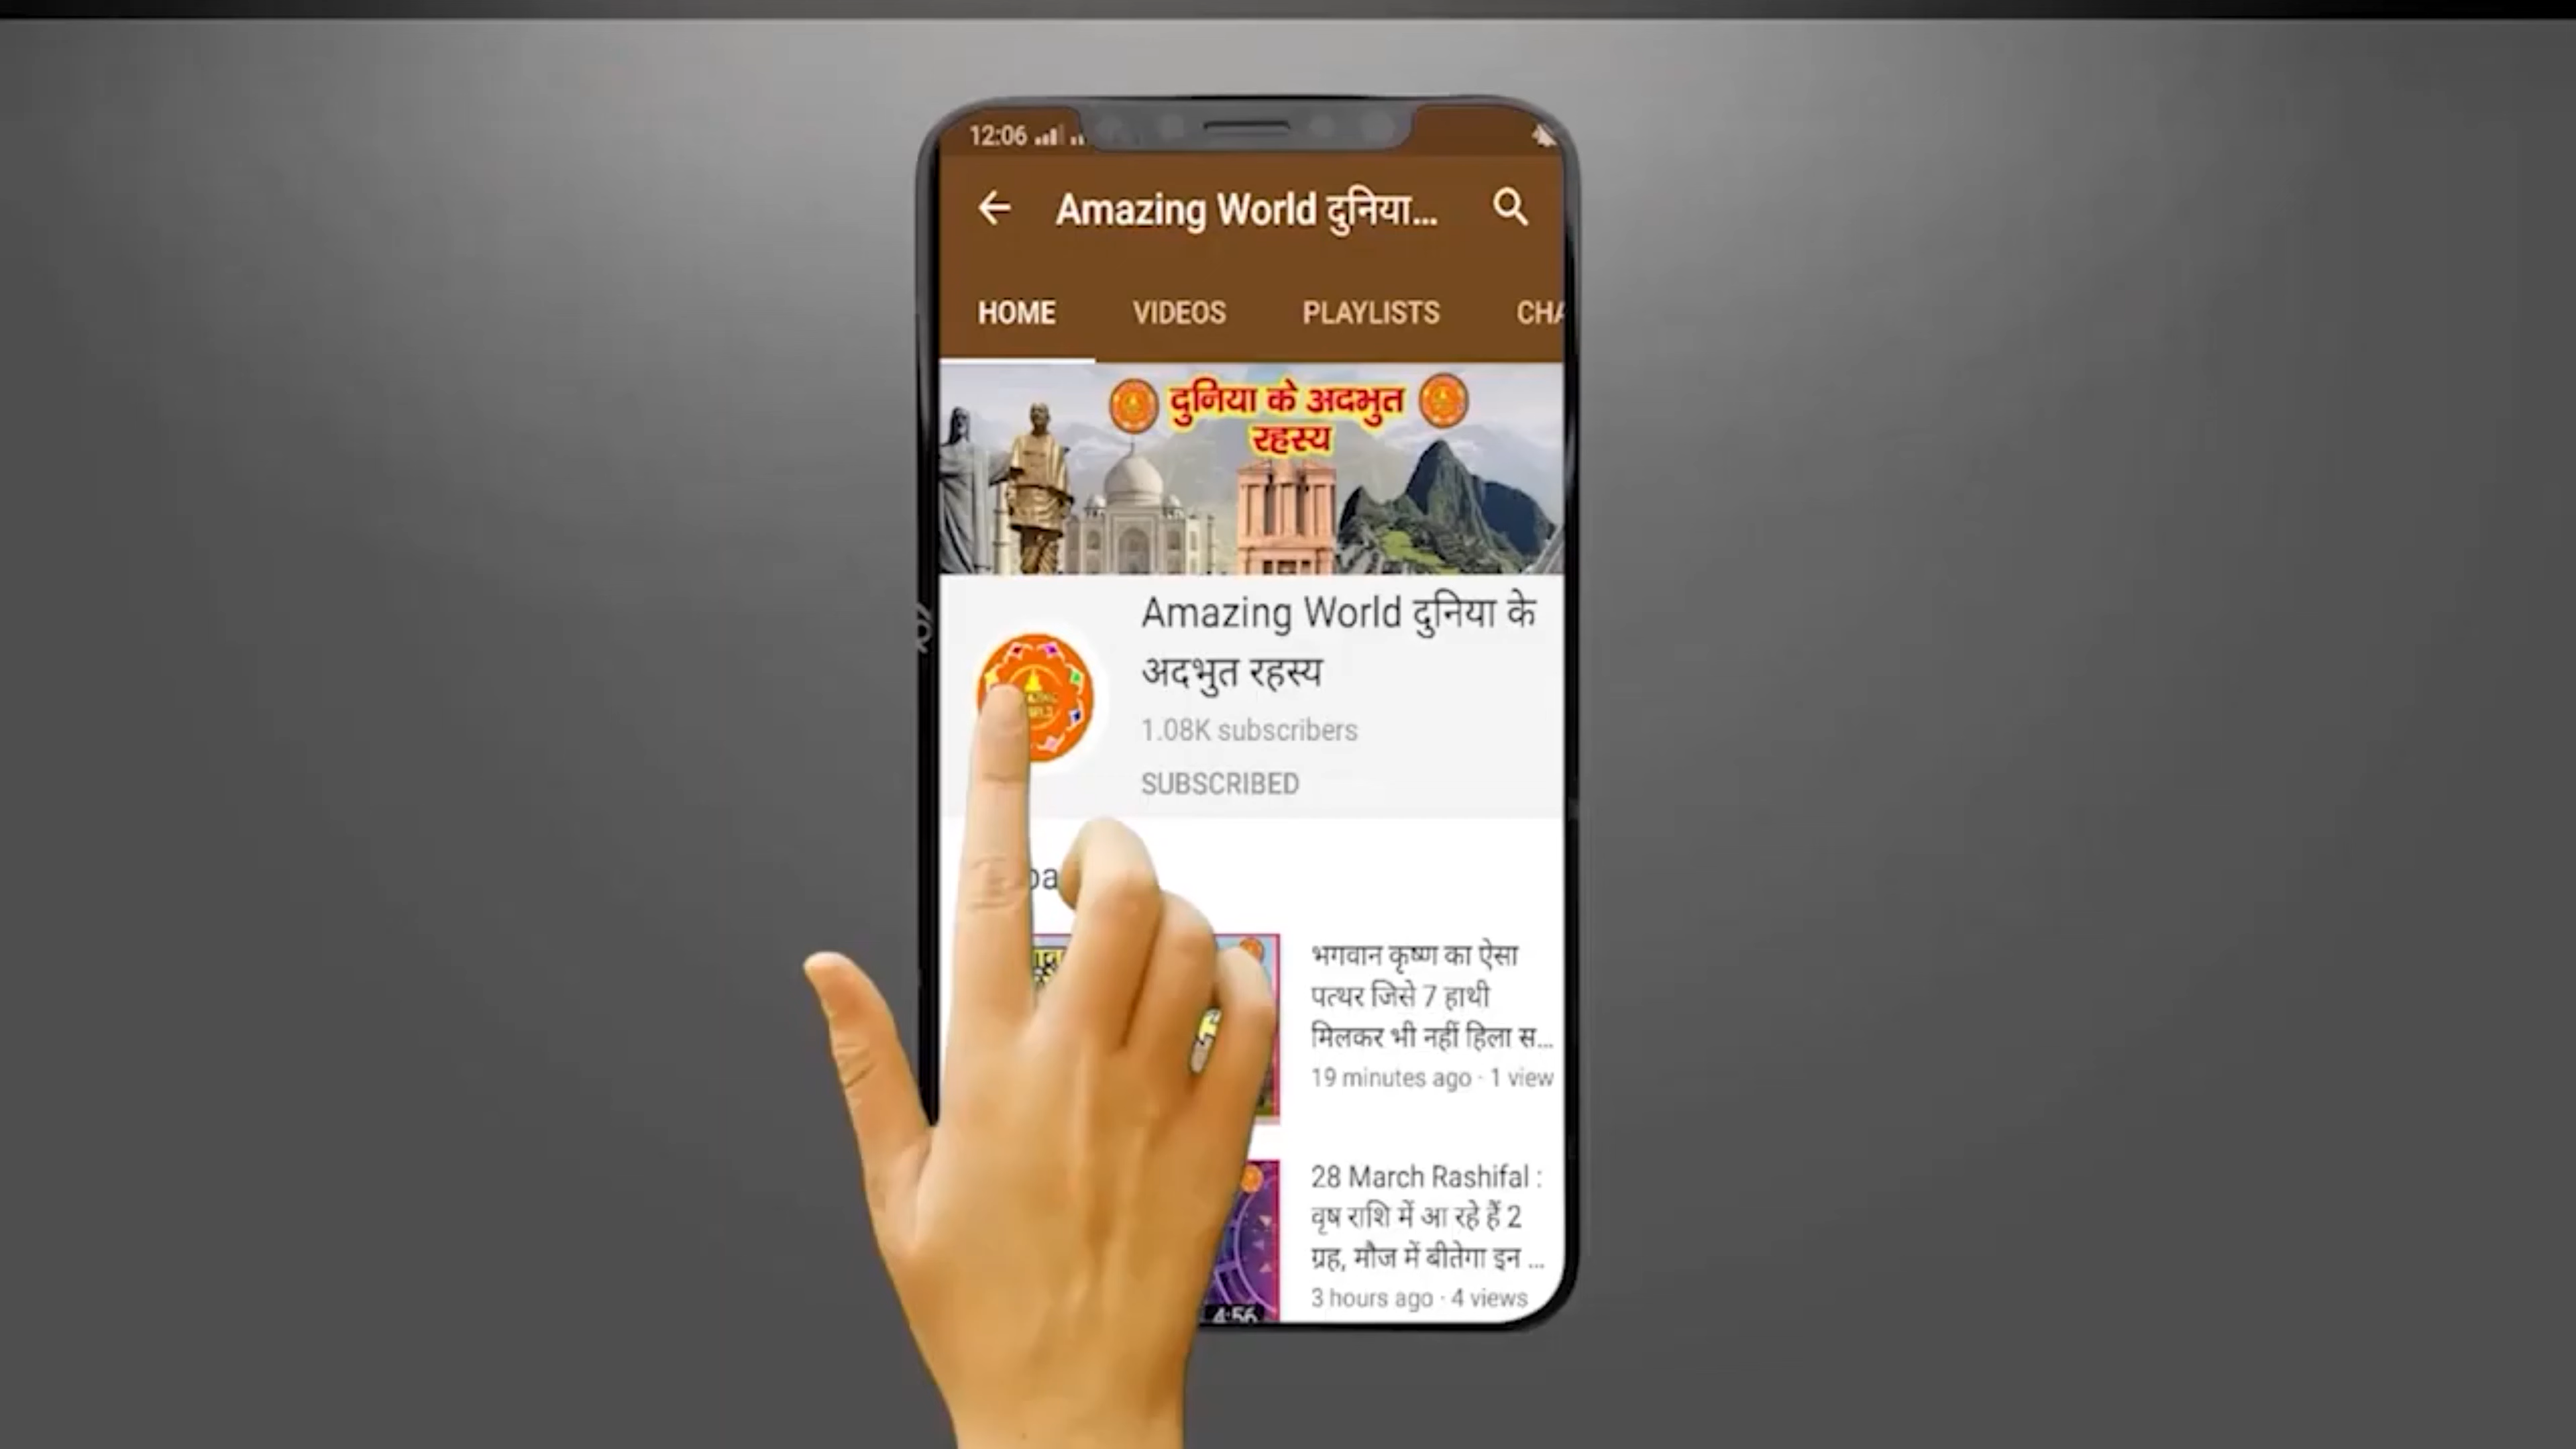 12:06
Amazing World दुनिया...
HOME VIDEOS PLAYLISTS CHA
दुनिया के अदभुत
रहस्य
Amazing World दुनिया के
अदभुत रहस्य
1.08K subscribers
SUBSCRIBED
भगवान कृष्ण का ऐसा
पत्थर जिसे 7 हाथी
मिलकर भी नहीं हिला स...
19 minutes ago · 1 view
28 March Rashifal :
वृष राशि में आ रहे हैं 2
ग्रह, मौज में बीतेगा इन ...
3 hours ago · 4 views
4:56